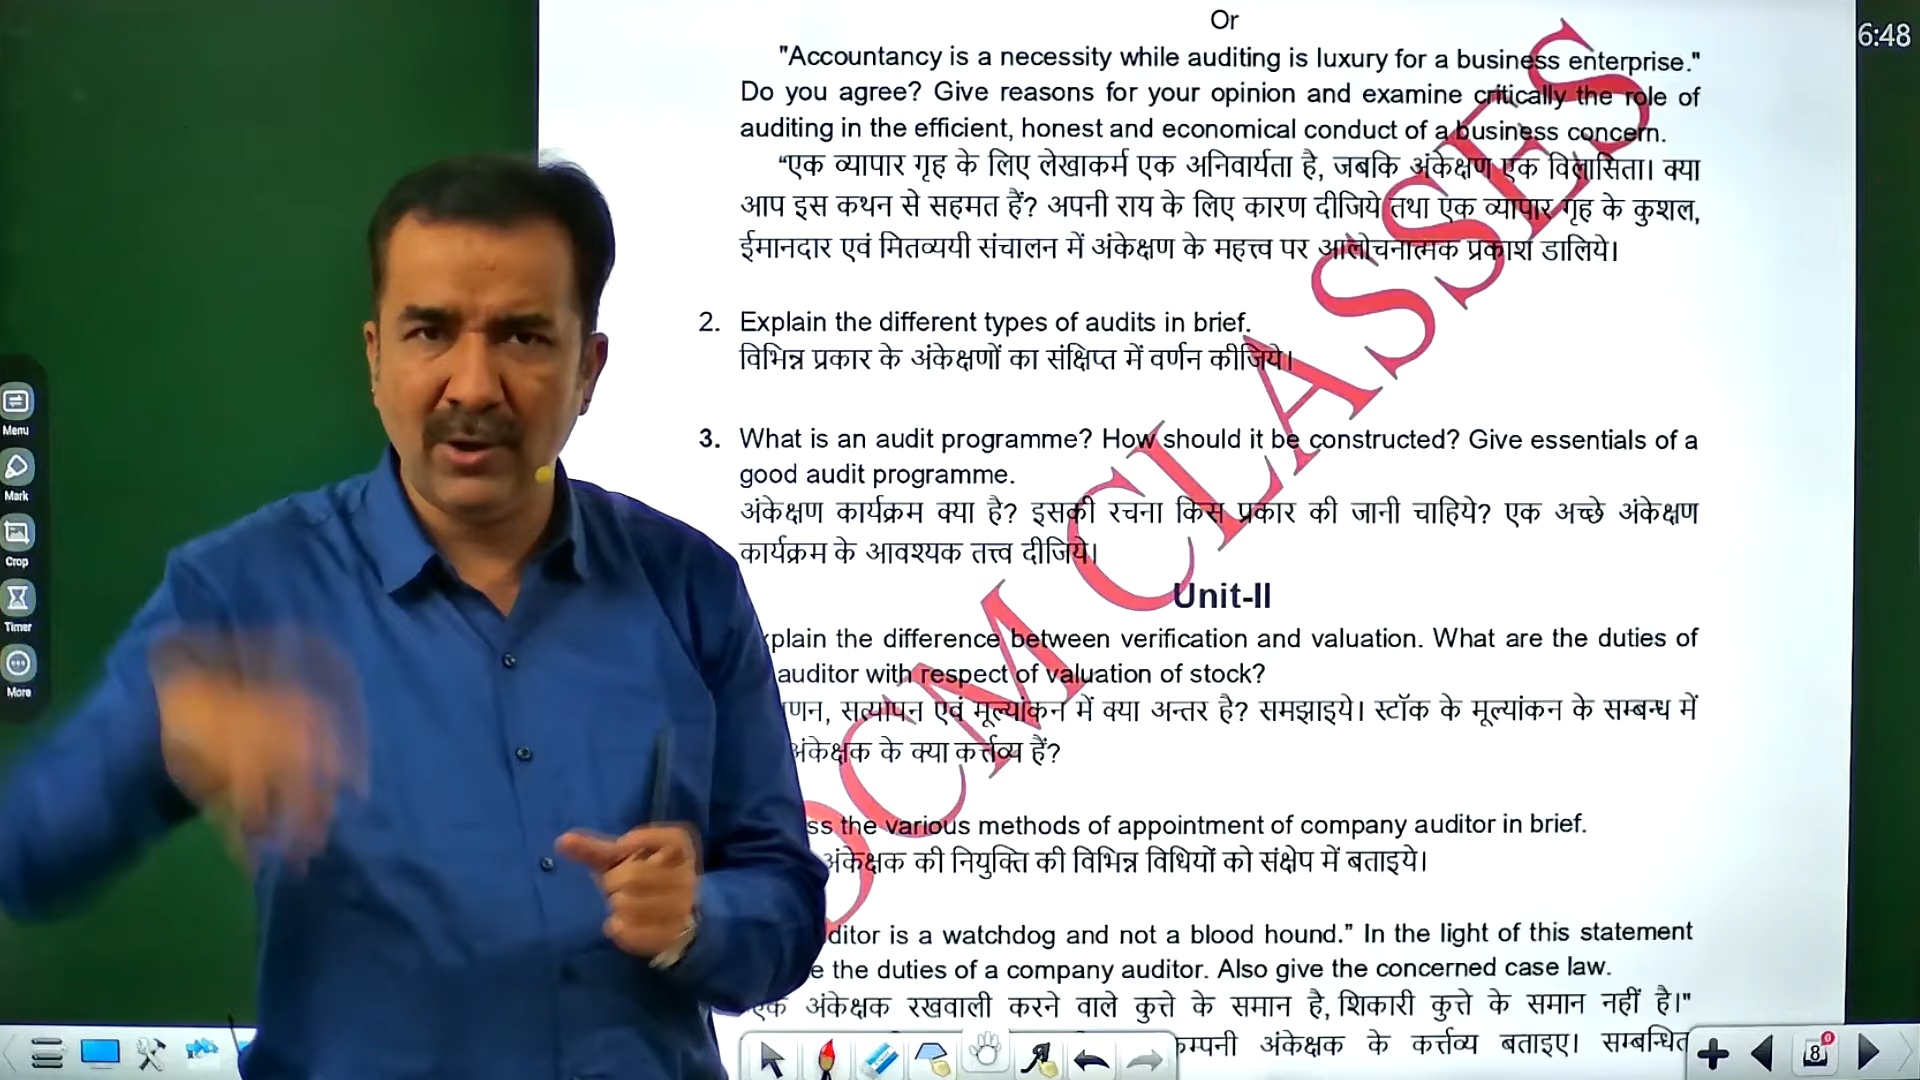 Or
6:48
"Accountancy is a necessity while auditing is luxury for a business enterprise."
Do you agree? Give reasons for your opinion and examine critically the role of
auditing in the efficient, honest and economical conduct of a business concern.
“एक व्यापार गृह के लिए लेखाकर्म एक अनिवार्यता है, जबकि अंकेक्षण एक विलासिता। क्या
आप इस कथन से सहमत हैं? अपनी राय के लिए कारण दीजिये तथा एक व्यापार गृह के कुशल,
ईमानदार एवं मितव्ययी संचालन में अंकेक्षण के महत्त्व पर आलोचनात्मक प्रकाश डालिये।
2. Explain the different types of audits in brief.
विभिन्न प्रकार के अंकेक्षणों का संक्षिप्त में वर्णन कीजिये।
3. What is an audit programme? How should it be constructed? Give essentials of a
good audit programme.
अंकेक्षण कार्यक्रम क्या है? इसकी रचना किस प्रकार की जानी चाहिये? एक अच्छे अंकेक्षण
कार्यक्रम के आवश्यक तत्त्व दीजिये।
Unit-II
plain the difference between verification and valuation. What are the duties of
auditor with respect of valuation of stock?
णन, सत्यापन एवं मूल्यांकन में क्या अन्तर है? समझाइये। स्टॉक के मूल्यांकन के सम्बन्ध में
अंकेक्षक के क्या कर्त्तव्य हैं?
ss the various methods of appointment of company auditor in brief.
अंकेक्षक की नियुक्ति की विभिन्न विधियों को संक्षेप में बताइये।
ditor is a watchdog and not a blood hound.” In the light of this statement
e the duties of a company auditor. Also give the concerned case law.
एक अंकेक्षक रखवाली करने वाले कुत्ते के समान है, शिकारी कुत्ते के समान नहीं है।"
कम्पनी अंकेक्षक के कर्त्तव्य बताइए। सम्बन्धित
DCM CLASSES
Menu
Mark
Crop
Timer
More
8
0